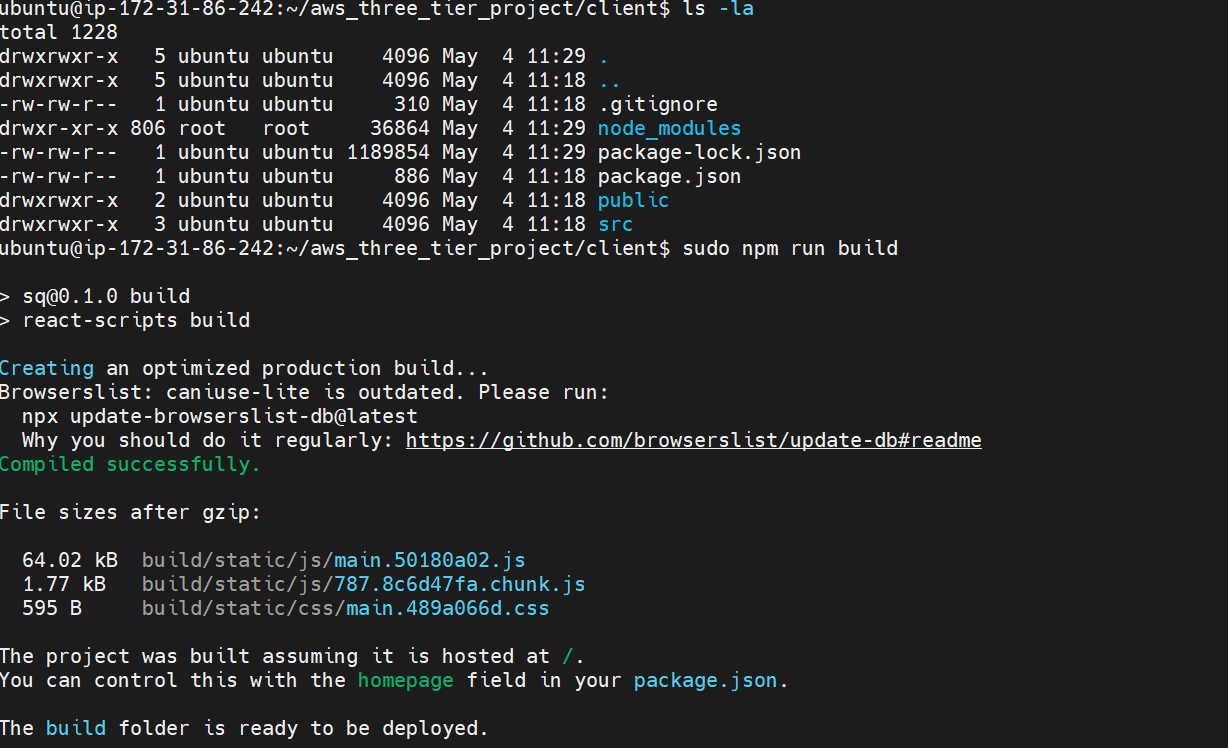 ubuntu@ip-172-31-86-242:~/aws_three_tier_project/client$ ls -la
total 1228
drwxrwxr-x   5 ubuntu ubuntu    4096 May  4 11:29 .
drwxrwxr-x   5 ubuntu ubuntu    4096 May  4 11:18 ..
-rw-rw-r--   1 ubuntu ubuntu     310 May  4 11:18 .gitignore
drwxr-xr-x 806 root   root     36864 May  4 11:29 node_modules
-rw-rw-r--   1 ubuntu ubuntu 1189854 May  4 11:29 package-lock.json
-rw-rw-r--   1 ubuntu ubuntu     886 May  4 11:18 package.json
drwxrwxr-x   2 ubuntu ubuntu    4096 May  4 11:18 public
drwxrwxr-x   3 ubuntu ubuntu    4096 May  4 11:18 src
ubuntu@ip-172-31-86-242:~/aws_three_tier_project/client$ sudo npm run build
> sq@0.1.0 build
> react-scripts build
Creating an optimized production build...
Browserslist: caniuse-lite is outdated. Please run:
  npx update-browserslist-db@latest
  Why you should do it regularly: https://github.com/browserslist/update-db#readme
Compiled successfully.
File sizes after gzip:
  64.02 kB  build/static/js/main.50180a02.js
  1.77 kB   build/static/js/787.8c6d47fa.chunk.js
  595 B     build/static/css/main.489a066d.css
The project was built assuming it is hosted at /.
You can control this with the homepage field in your package.json.
The build folder is ready to be deployed.